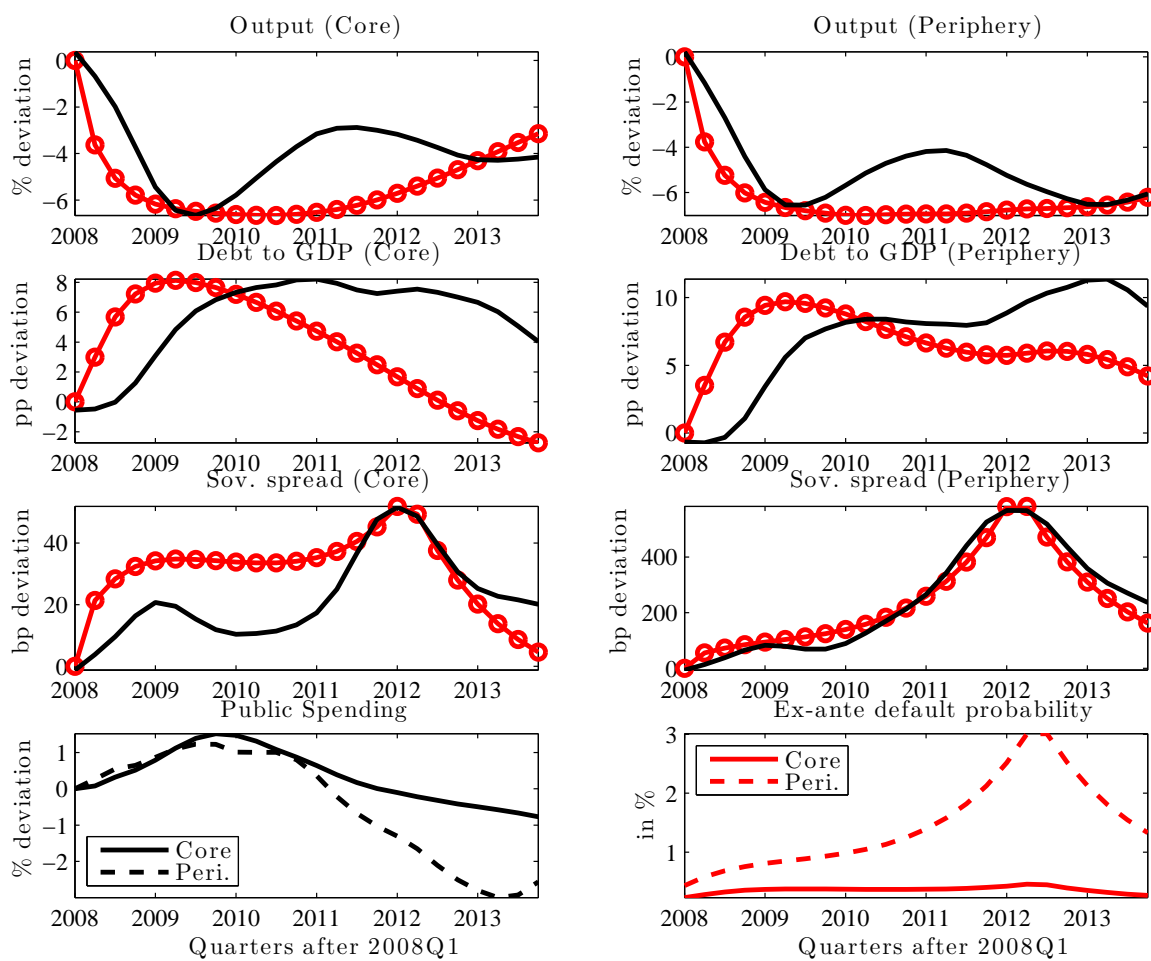 Output (Core)
% deviation
0
−2
−4
−6
2008 2009 2010 2011 2012 2013
Output (Periphery)
% deviation
0
−2
−4
−6
2008 2009 2010 2011 2012 2013
Debt to GDP (Core)
pp deviation
8
6
4
2
0
−2
2008 2009 2010 2011 2012 2013
Debt to GDP (Periphery)
pp deviation
10
5
0
2008 2009 2010 2011 2012 2013
Sov. spread (Core)
bp deviation
40
20
0
2008 2009 2010 2011 2012 2013
Sov. spread (Periphery)
bp deviation
400
200
0
2008 2009 2010 2011 2012 2013
Public Spending
% deviation
1
0
−1
−2
Core
Peri.
2008 2009 2010 2011 2012 2013
Quarters after 2008Q1
Ex-ante default probability
in %
3
2
1
Core
Peri.
2008 2009 2010 2011 2012 2013
Quarters after 2008Q1